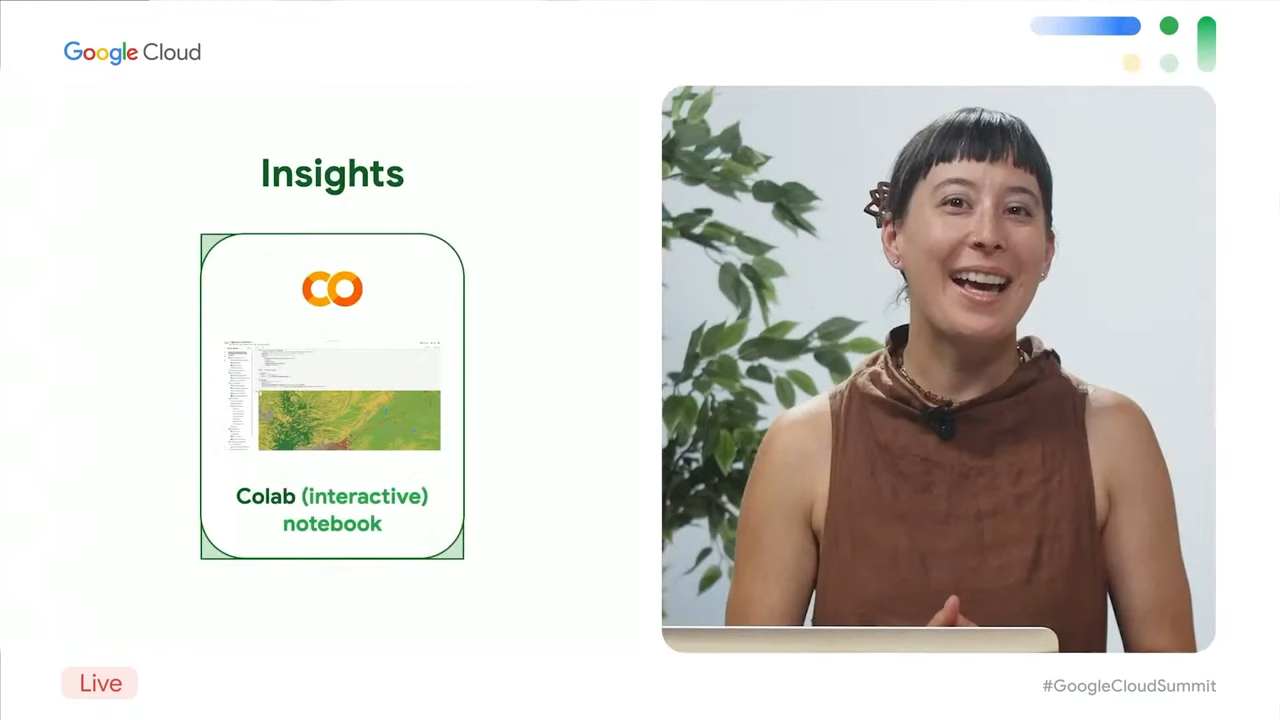 Google Cloud
Insights
Colab (interactive)
notebook
Live
#GoogleCloudSummit